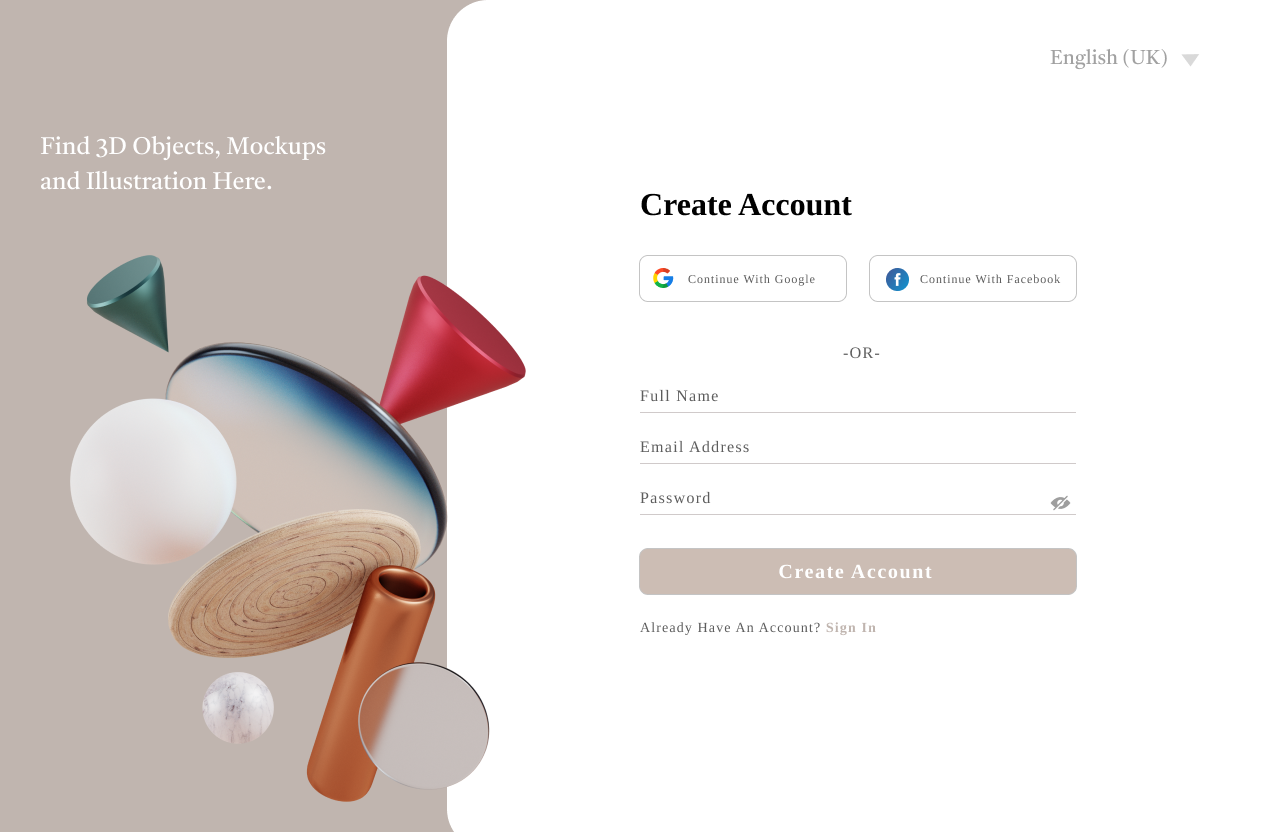 English (UK)
Find 3D Objects, Mockups
and Illustration Here.
Create Account
Continue With Google
Continue With Facebook
-OR-
Full Name
Email Address
Password
Create Account
Already Have An Account? Sign In